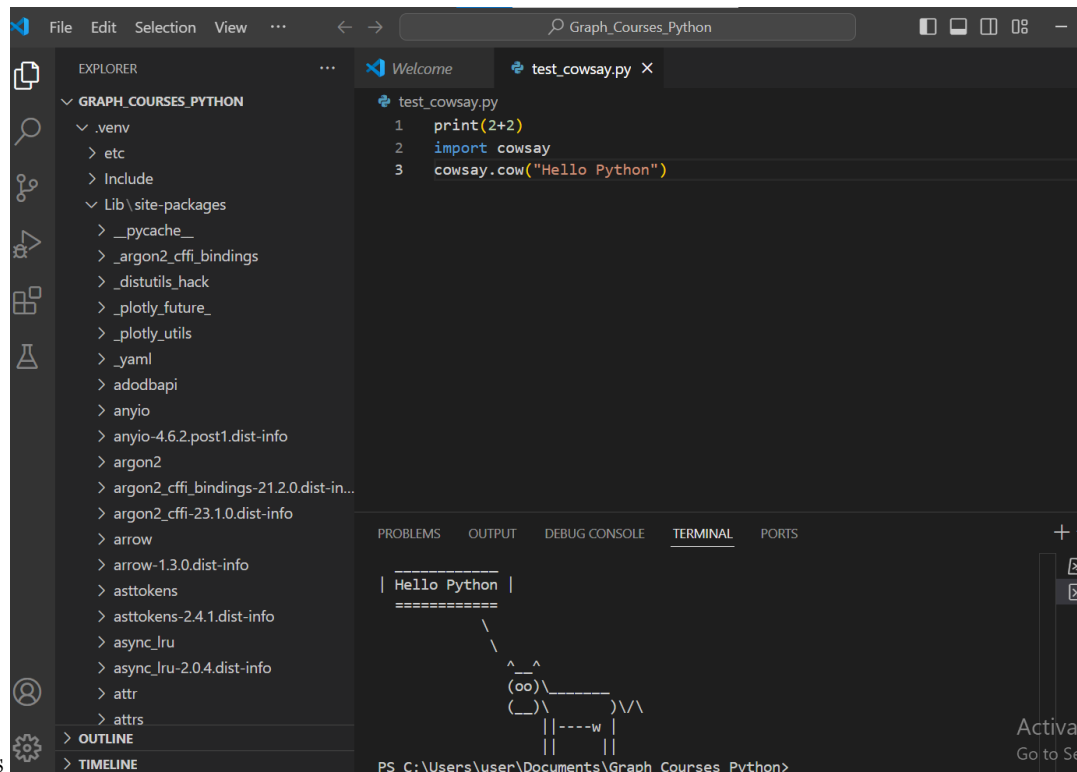 File Edit Selection View ··· ← → Graph_Courses_Python
EXPLORER ···
GRAPH_COURSES_PYTHON
.venv
etc
Include
Lib\site-packages
__pycache__
_argon2_cffi_bindings
_distutils_hack
_plotly_future_
_plotly_utils
_yaml
adodbapi
anyio
anyio-4.6.2.post1.dist-info
argon2
argon2_cffi_bindings-21.2.0.dist-in...
argon2_cffi-23.1.0.dist-info
arrow
arrow-1.3.0.dist-info
asttokens
asttokens-2.4.1.dist-info
async_lru
async_lru-2.0.4.dist-info
attr
attrs
OUTLINE
TIMELINE
Welcome test_cowsay.py
test_cowsay.py
1 print(2+2)
2 import cowsay
3 cowsay.cow("Hello Python")
PROBLEMS OUTPUT DEBUG CONSOLE TERMINAL PORTS
  ____________
| Hello Python |
  ============
            \
             \
               ^__^
               (oo)\_______
               (__)\       )\/\
                   ||----w |
                   ||     ||
PS C:\Users\user\Documents\Graph_Courses_Python>
Activa
Go to Se
s